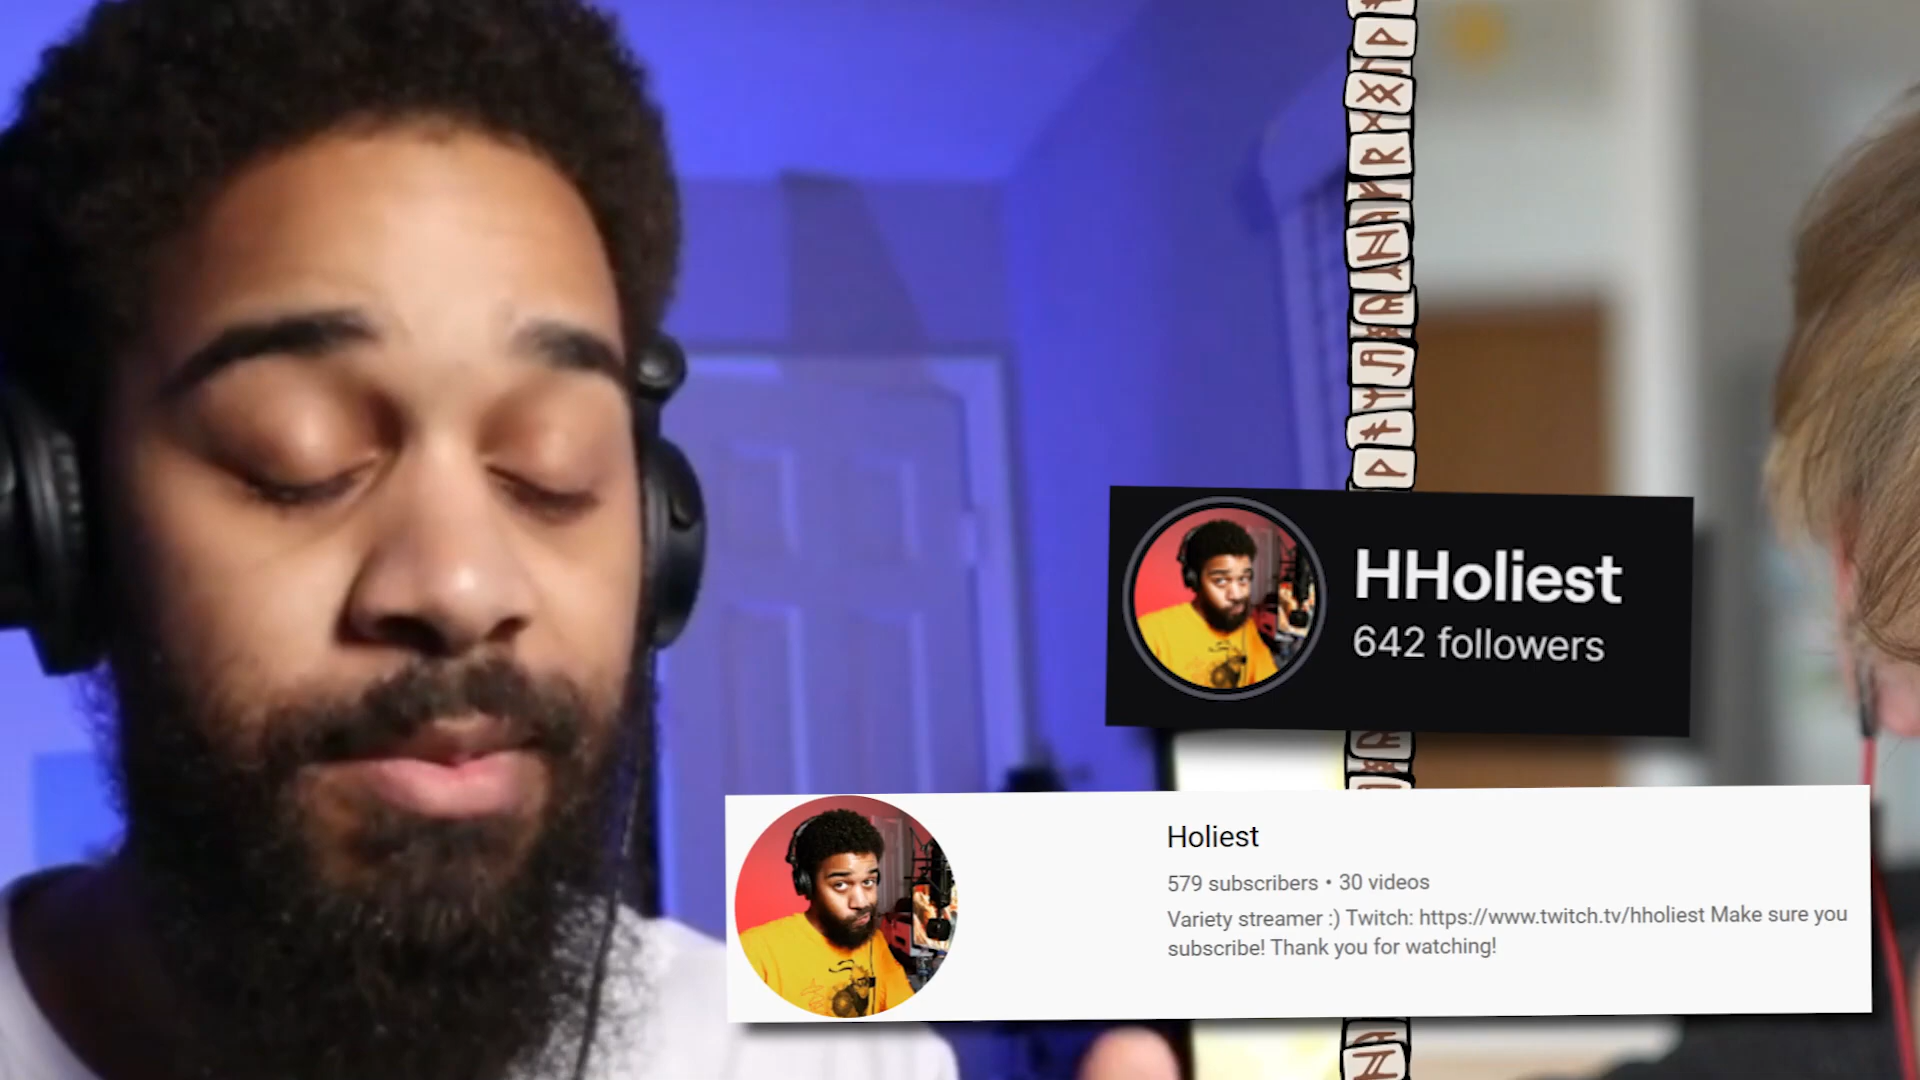 HHoliest
642 followers
Holiest
579 subscribers • 30 videos
Variety streamer :) Twitch: https://www.twitch.tv/hholiest Make sure you
subscribe! Thank you for watching!